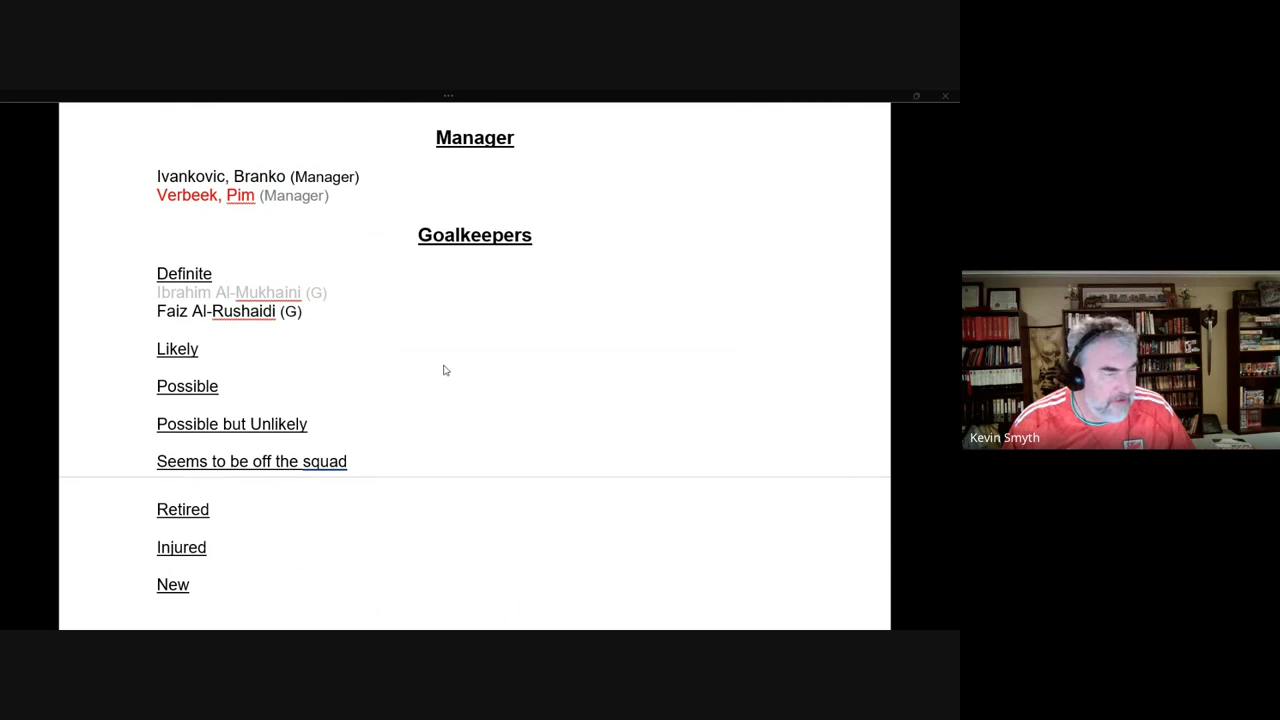 Manager
Ivankovic, Branko (Manager)
Verbeek, Pim (Manager)
Goalkeepers
Definite
Ibrahim Al-Mukhaini (G)
Faiz Al-Rushaidi (G)
Likely
Possible
Possible but Unlikely
Seems to be off the squad
Retired
Injured
New
Kevin Smyth